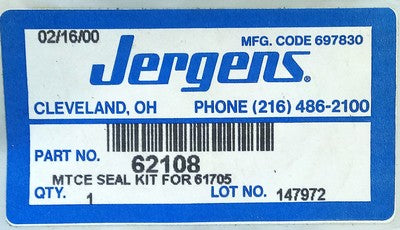 02/16/00 MFG. CODE 697830
Jergens®
CLEVELAND, OH PHONE (216) 486-2100
PART NO. 62108
MTCE SEAL KIT FOR 61705
QTY. 1 LOT NO. 147972